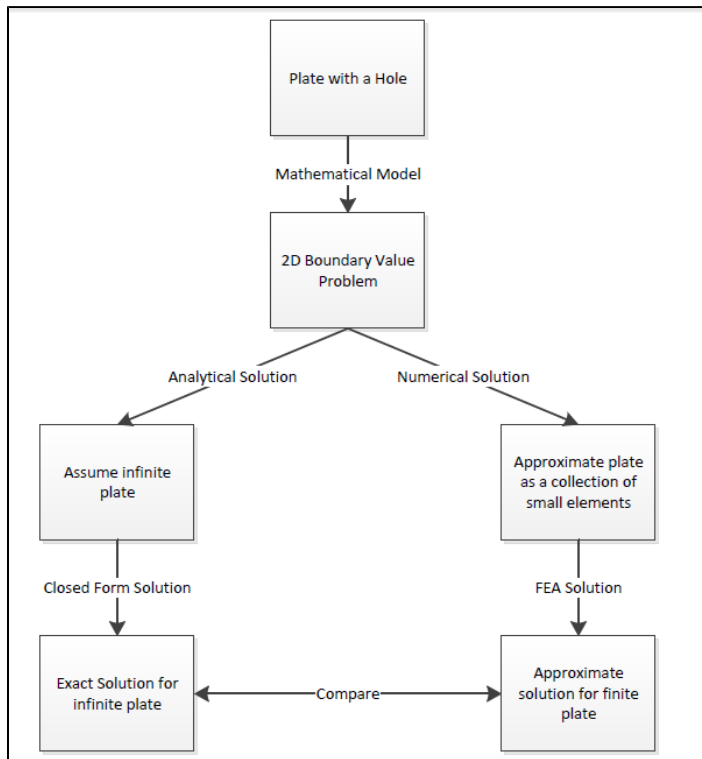 Plate with a Hole
Mathematical Model
2D Boundary Value
Problem
Analytical Solution
Numerical Solution
Assume infinite
plate
Approximate plate
as a collection of
small elements
Closed Form Solution
FEA Solution
Exact Solution for
infinite plate
Compare
Approximate
solution for finite
plate